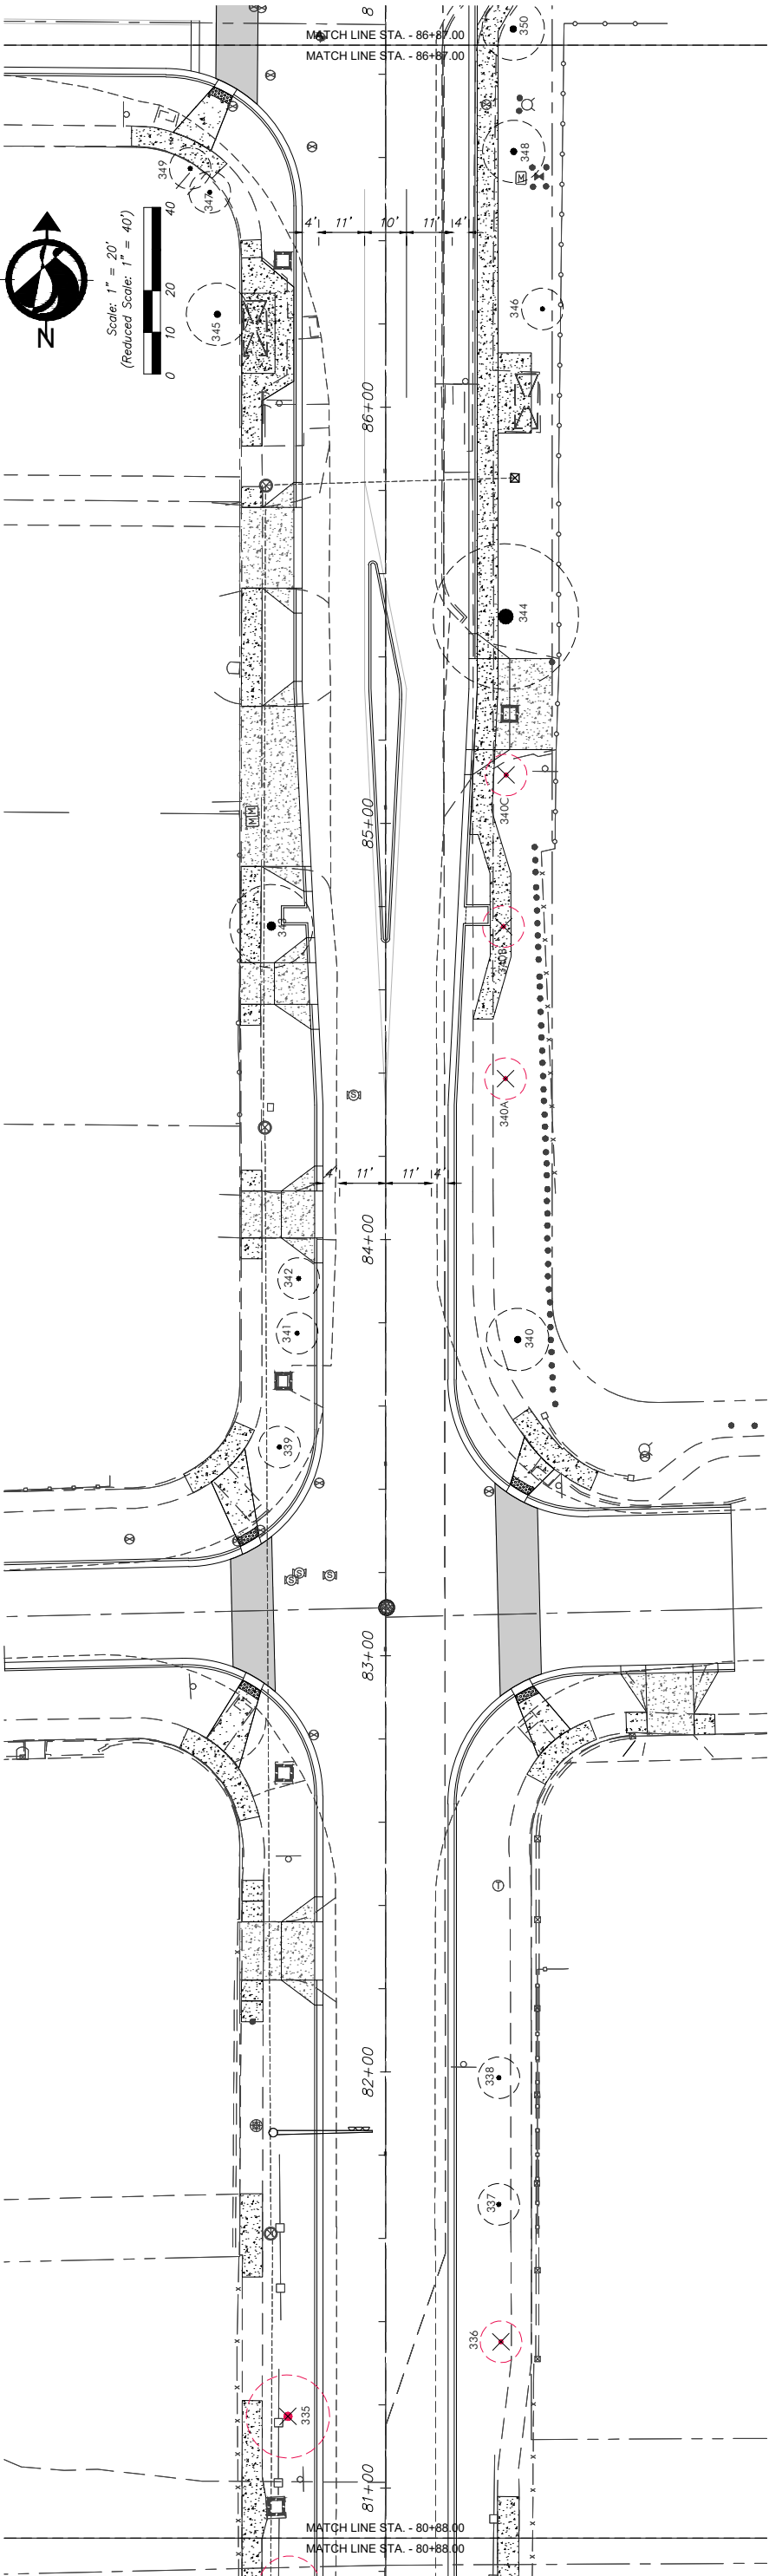 8
MATCH LINE STA. - 86+87.00
MATCH LINE STA. - 86+87.00
350
348
349
347
4' 11' 10' 11' 4'
Scale: 1" = 20'
(Reduced Scale: 1" = 40')
0 10 20 40
N
M
345
346
86+00
344
85+00
M
M
340C
343
340B
340A
S
4' 11' 11' 4'
84+00
342
341
340
339
S
S
S
83+00
T
82+00
338
337
336
335
81+00
MATCH LINE STA. - 80+88.00
MATCH LINE STA. - 80+88.00